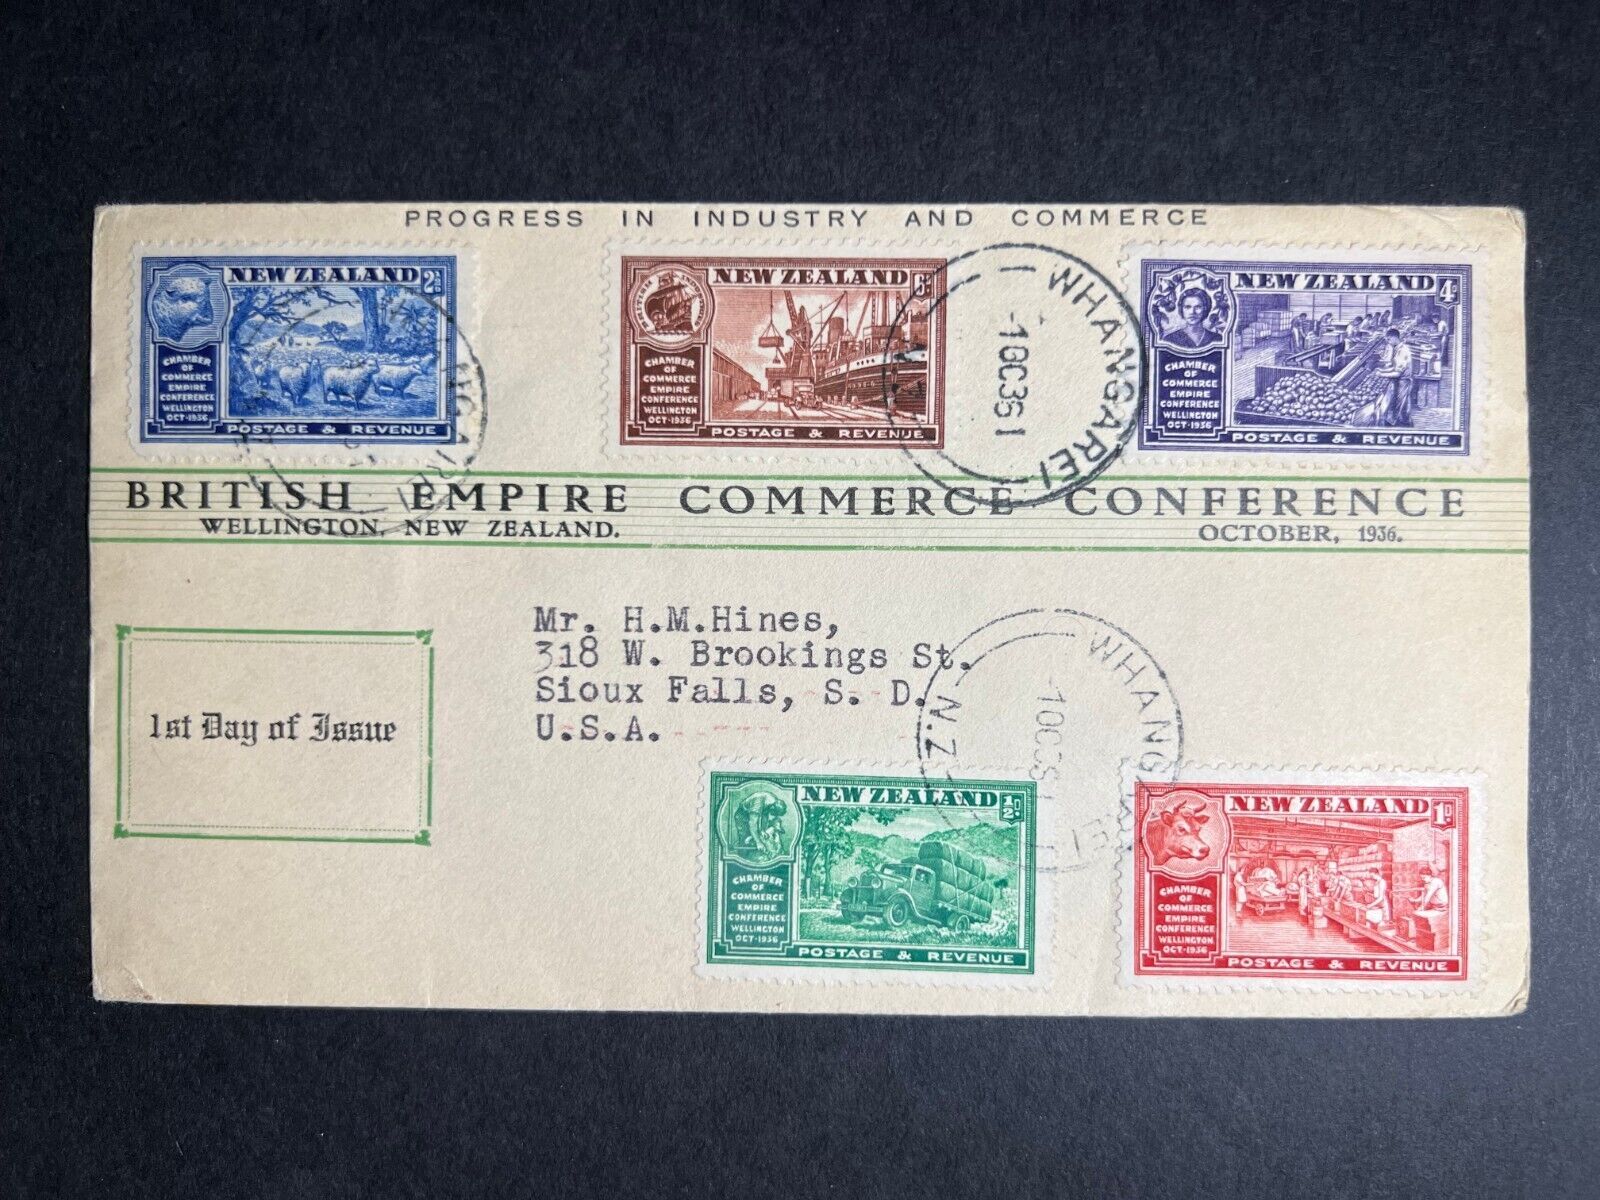 PROGRESS IN INDUSTRY AND COMMERCE
NEW ZEALAND 2½D
CHAMBER
OF
COMMERCE
EMPIRE
CONFERENCE
WELLINGTON
OCT·1936
POSTAGE & REVENUE
NEW ZEALAND 6D
CHAMBER
OF
COMMERCE
EMPIRE
CONFERENCE
WELLINGTON
OCT·1936
POSTAGE & REVENUE
WHANGAREI
-1OC36 1
NEW ZEALAND 4D
CHAMBER
OF
COMMERCE
EMPIRE
CONFERENCE
WELLINGTON
OCT·1936
POSTAGE & REVENUE
BRITISH EMPIRE COMMERCE CONFERENCE
WELLINGTON, NEW ZEALAND. OCTOBER, 1936.
1st Day of Issue
Mr. H.M.Hines,
318 W. Brookings St.
Sioux Falls, S. D.
U.S.A.
WHANGAREI
N.Z.
NEW ZEALAND ½D
CHAMBER
OF
COMMERCE
EMPIRE
CONFERENCE
WELLINGTON
OCT·1936
POSTAGE & REVENUE
NEW ZEALAND 1D
CHAMBER
OF
COMMERCE
EMPIRE
CONFERENCE
WELLINGTON
OCT·1936
POSTAGE & REVENUE